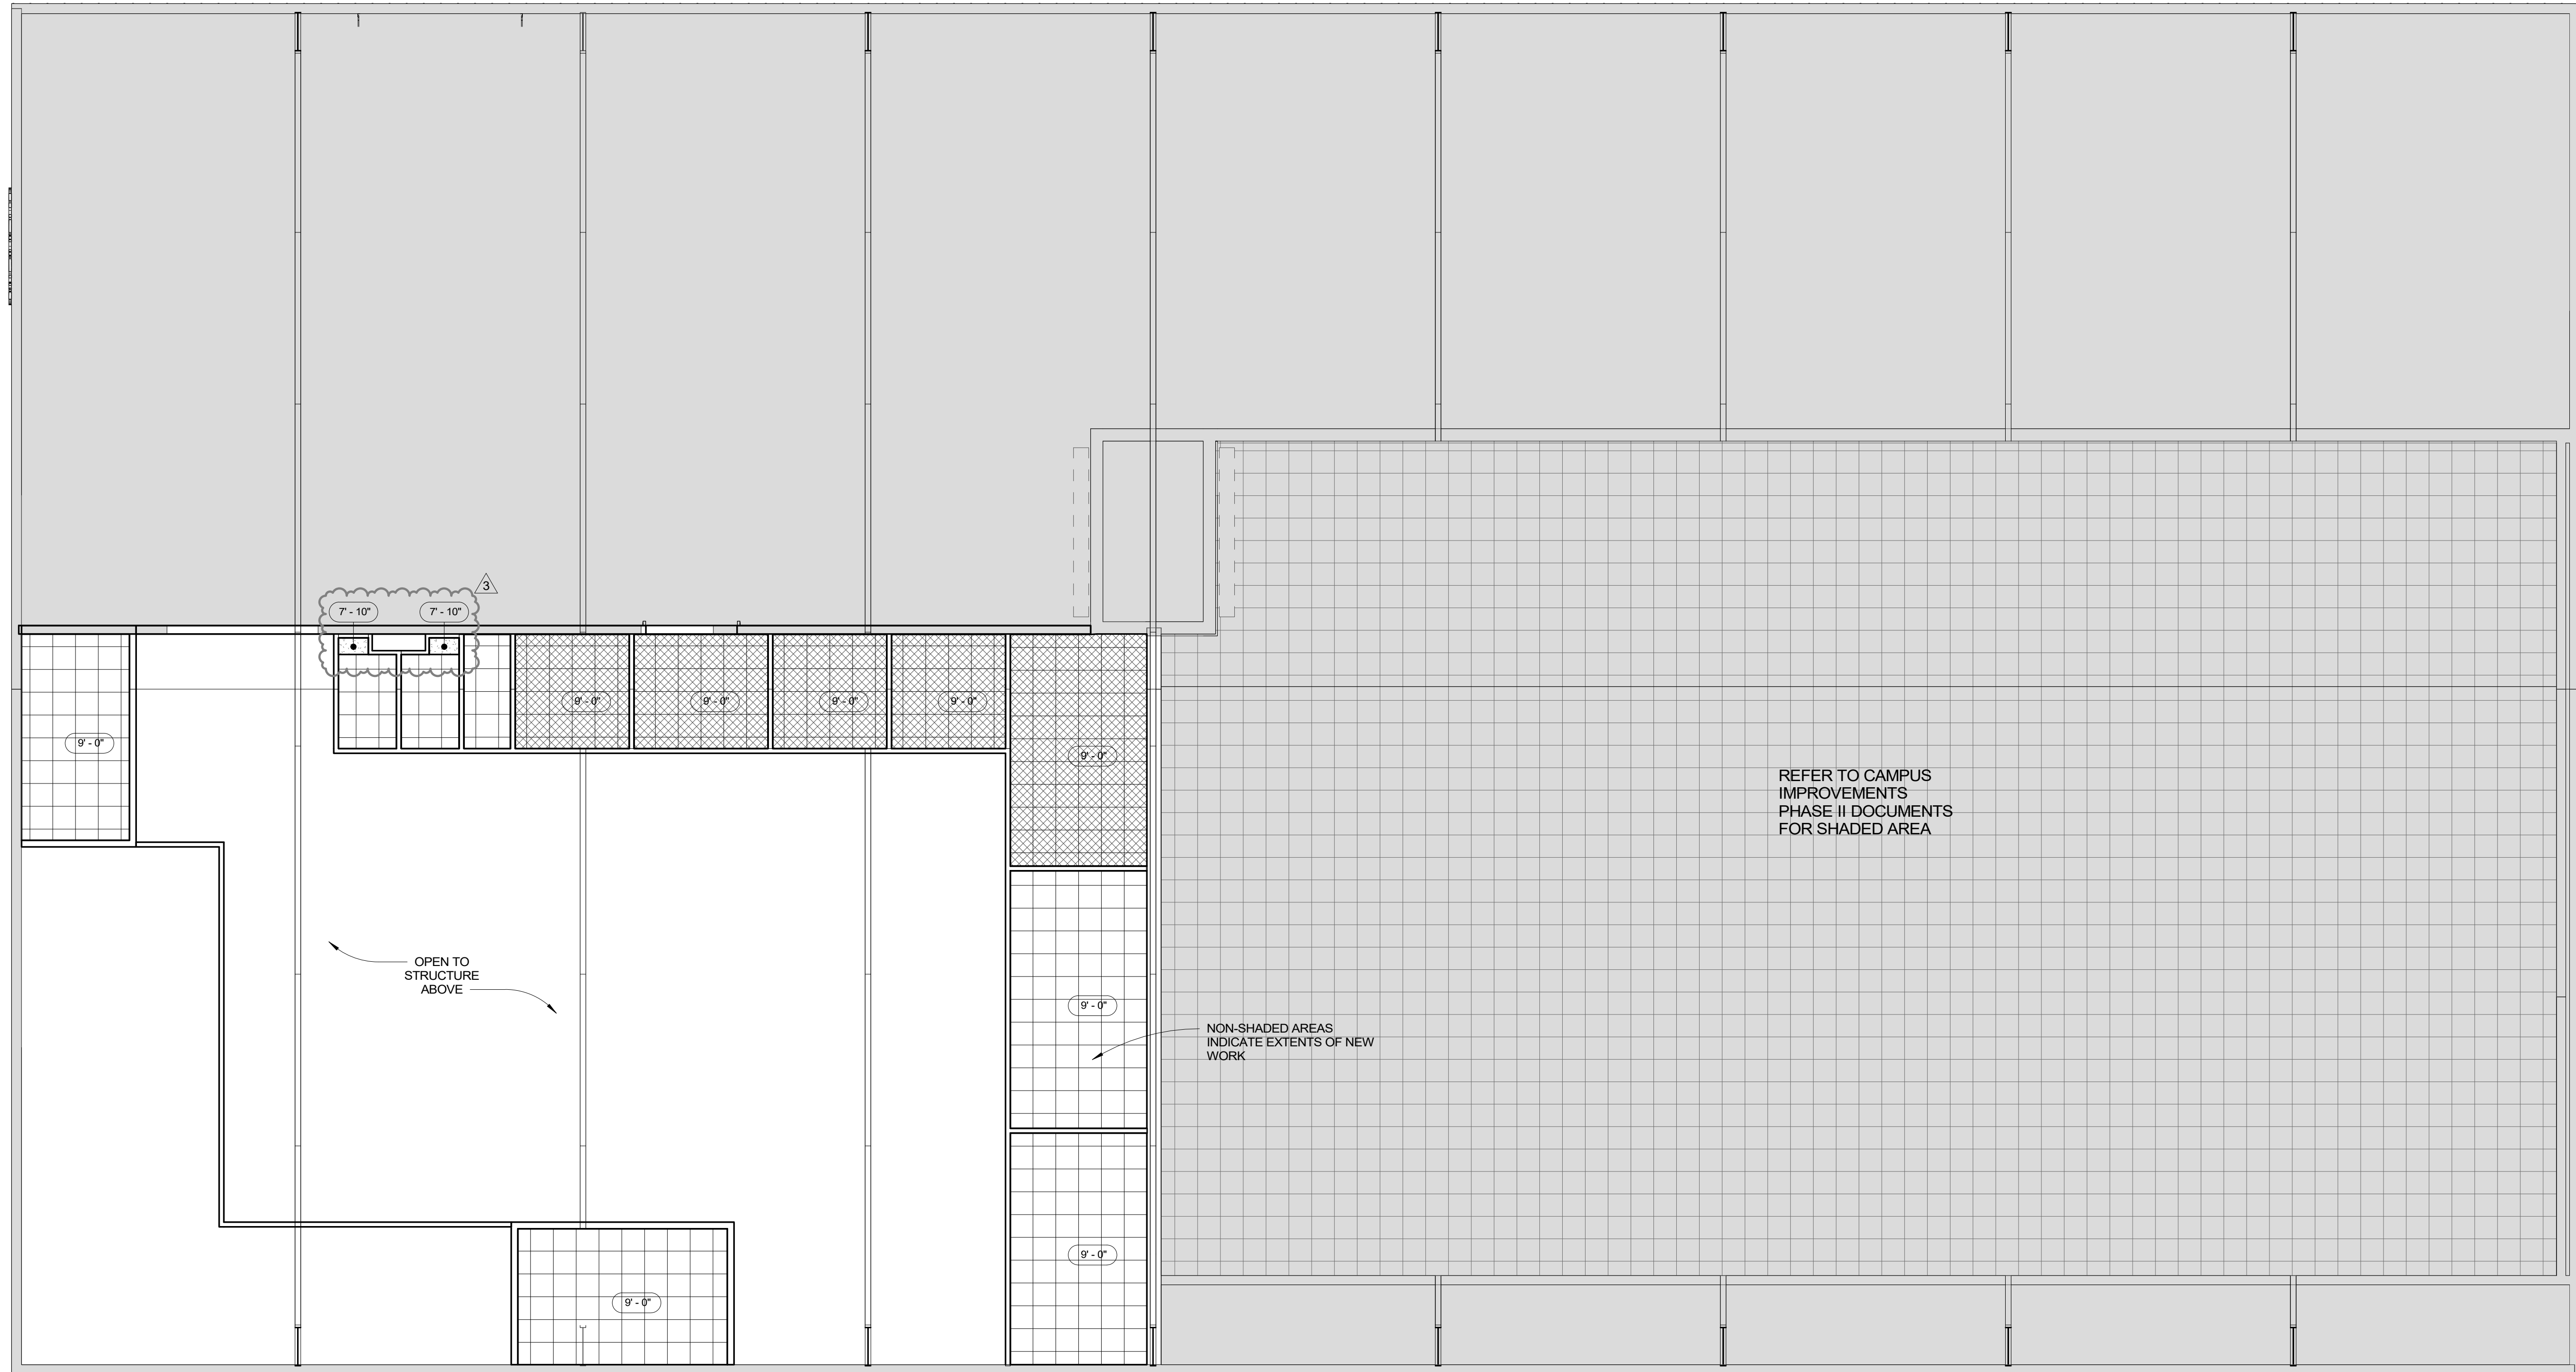 3
7' - 10"
7' - 10"
9' - 0"
9' - 0"
9' - 0"
9' - 0"
9' - 0"
9' - 0"
REFER TO CAMPUS
IMPROVEMENTS
PHASE II DOCUMENTS
FOR SHADED AREA
OPEN TO
STRUCTURE
ABOVE
9' - 0"
NON-SHADED AREAS
INDICATE EXTENTS OF NEW
WORK
9' - 0"
9' - 0"